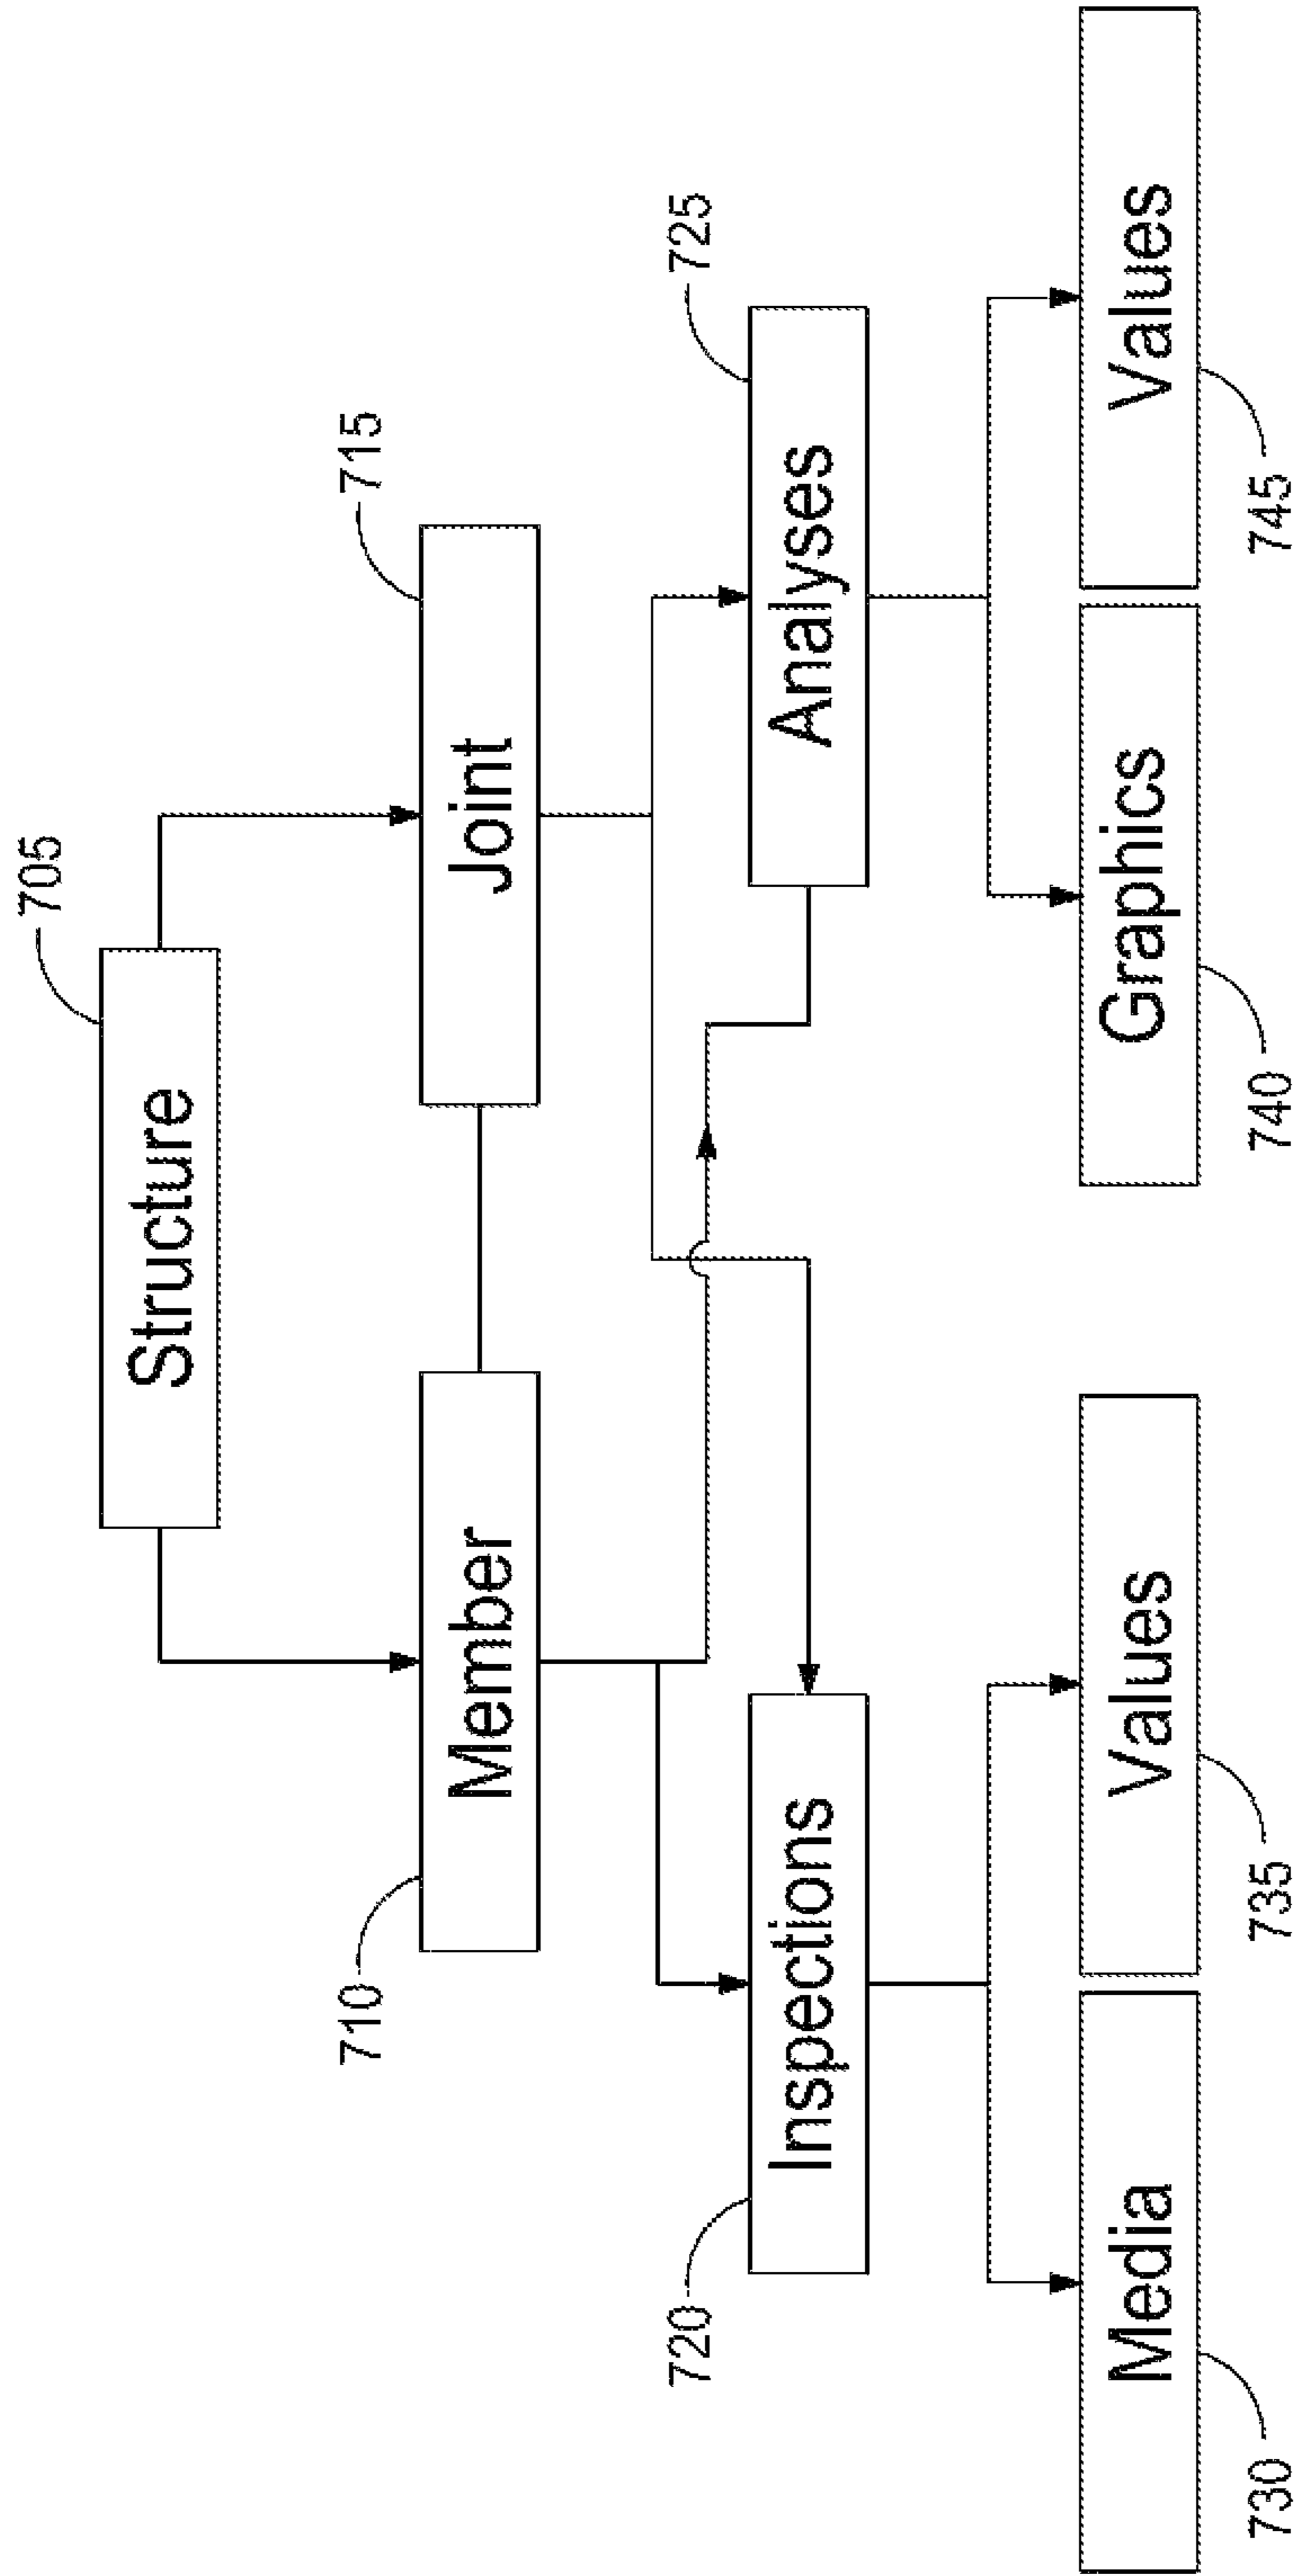 Structure
705
Member
710
Joint
715
Inspections
720
Analyses
725
Media
730
Values
735
Graphics
740
Values
745